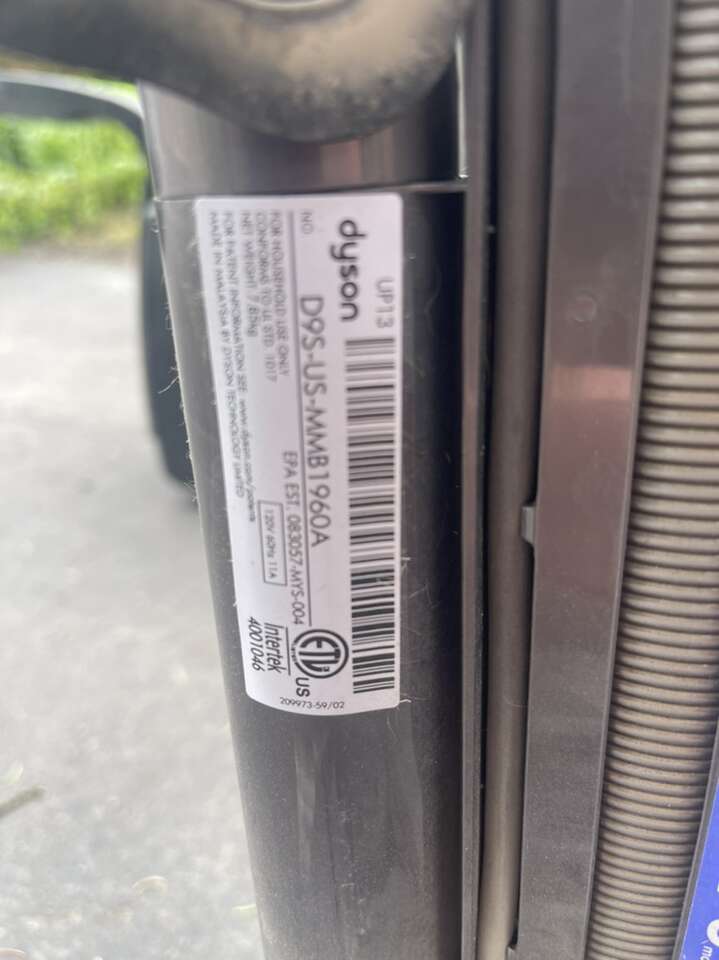 dyson UP13
NO. D9S-US-MMB1960A
FOR HOUSEHOLD USE ONLY
CONFORMS TO UL STD. 1017
NET WEIGHT 7.85kg
FOR PATENT INFORMATION SEE: www.dyson.com/patents
MADE IN MALAYSIA BY DYSON TECHNOLOGY LIMITED
EPA EST. 083057-MYS-004
120V 60Hz 11A
ETL US
Intertek
4001046
209973-59/02